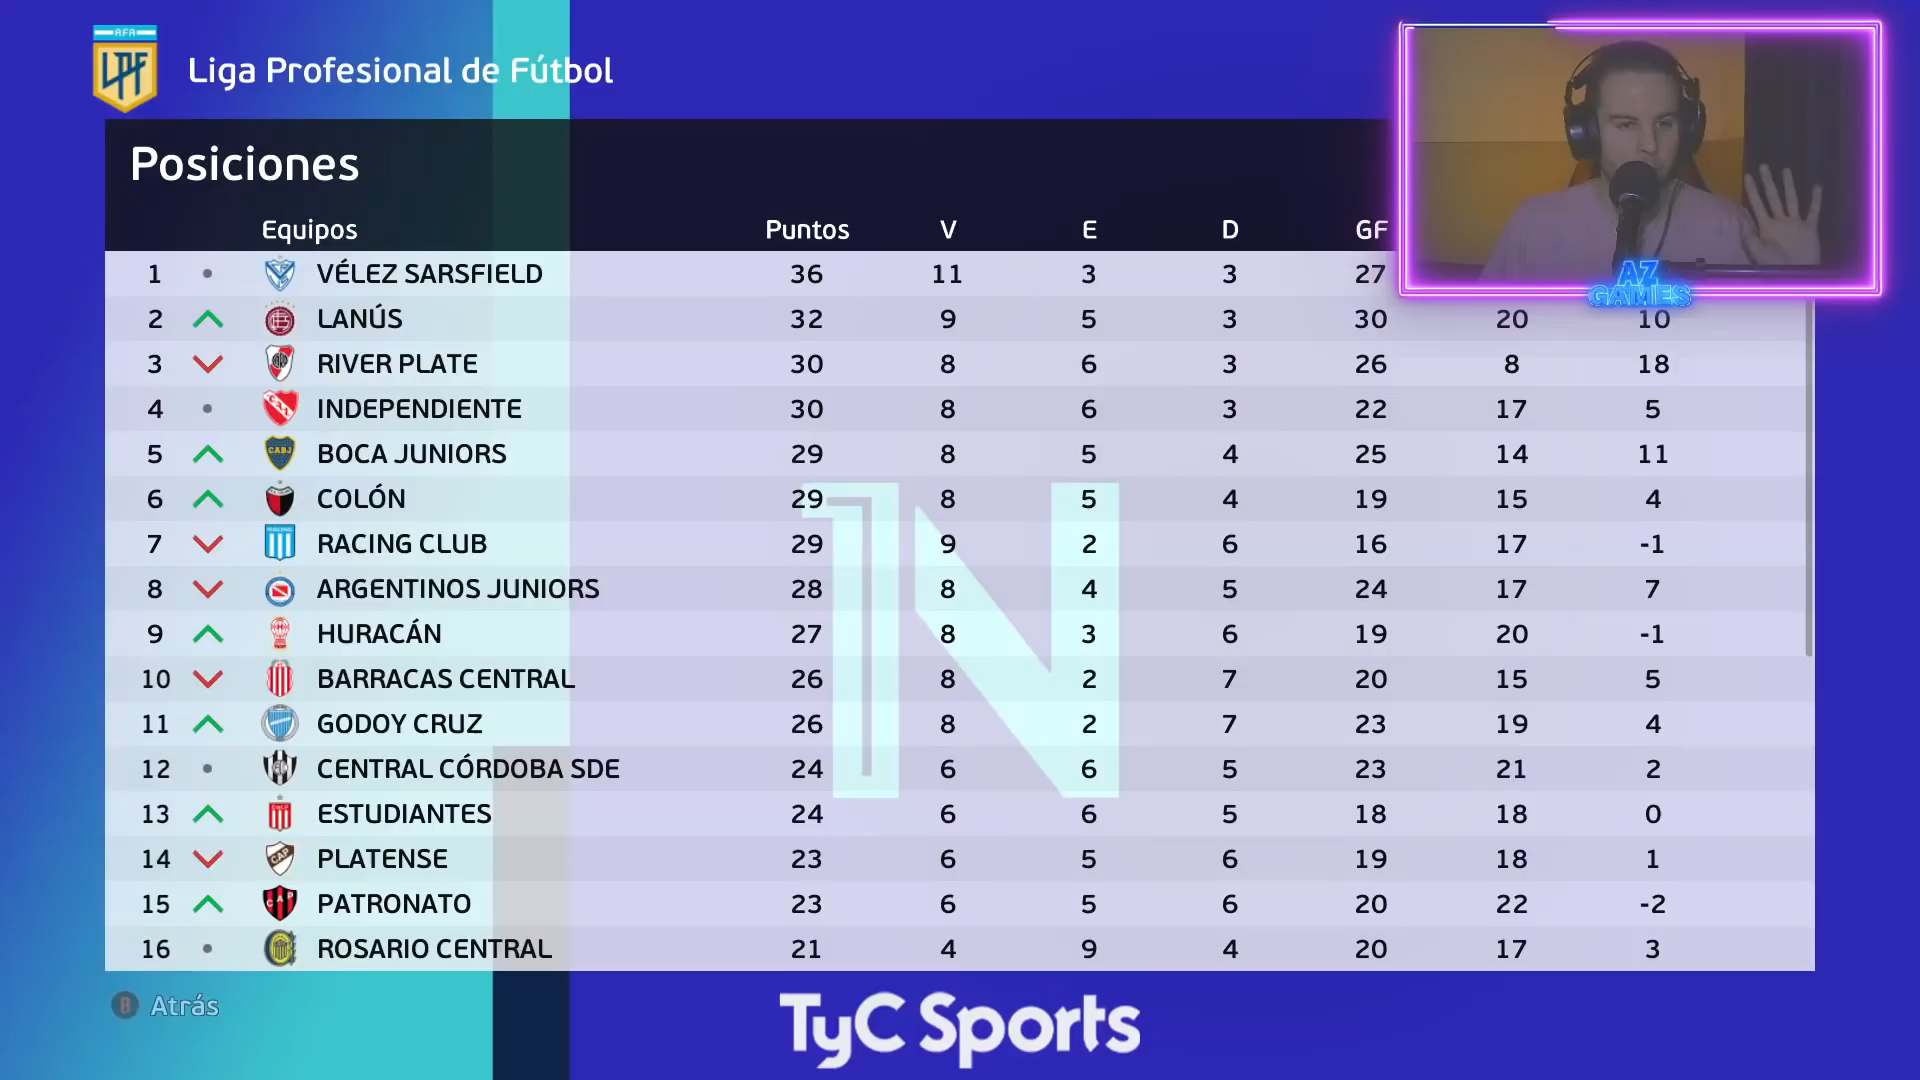 AFA
LPF
Liga Profesional de Fútbol
Posiciones
Equipos Puntos V E D GF
1 VÉLEZ SARSFIELD 36 11 3 3 27
AZ
GAMES
2 LANÚS 32 9 5 3 30 20 10
3 RIVER PLATE 30 8 6 3 26 8 18
4 INDEPENDIENTE 30 8 6 3 22 17 5
5 BOCA JUNIORS 29 8 5 4 25 14 11
6 COLÓN 29 8 5 4 19 15 4
7 RACING CLUB 29 9 2 6 16 17 -1
8 ARGENTINOS JUNIORS 28 8 4 5 24 17 7
9 HURACÁN 27 8 3 6 19 20 -1
10 BARRACAS CENTRAL 26 8 2 7 20 15 5
11 GODOY CRUZ 26 8 2 7 23 19 4
12 CENTRAL CÓRDOBA SDE 24 6 6 5 23 21 2
13 ESTUDIANTES 24 6 6 5 18 18 0
14 PLATENSE 23 6 5 6 19 18 1
15 PATRONATO 23 6 5 6 20 22 -2
16 ROSARIO CENTRAL 21 4 9 4 20 17 3
B Atrás
TyC Sports